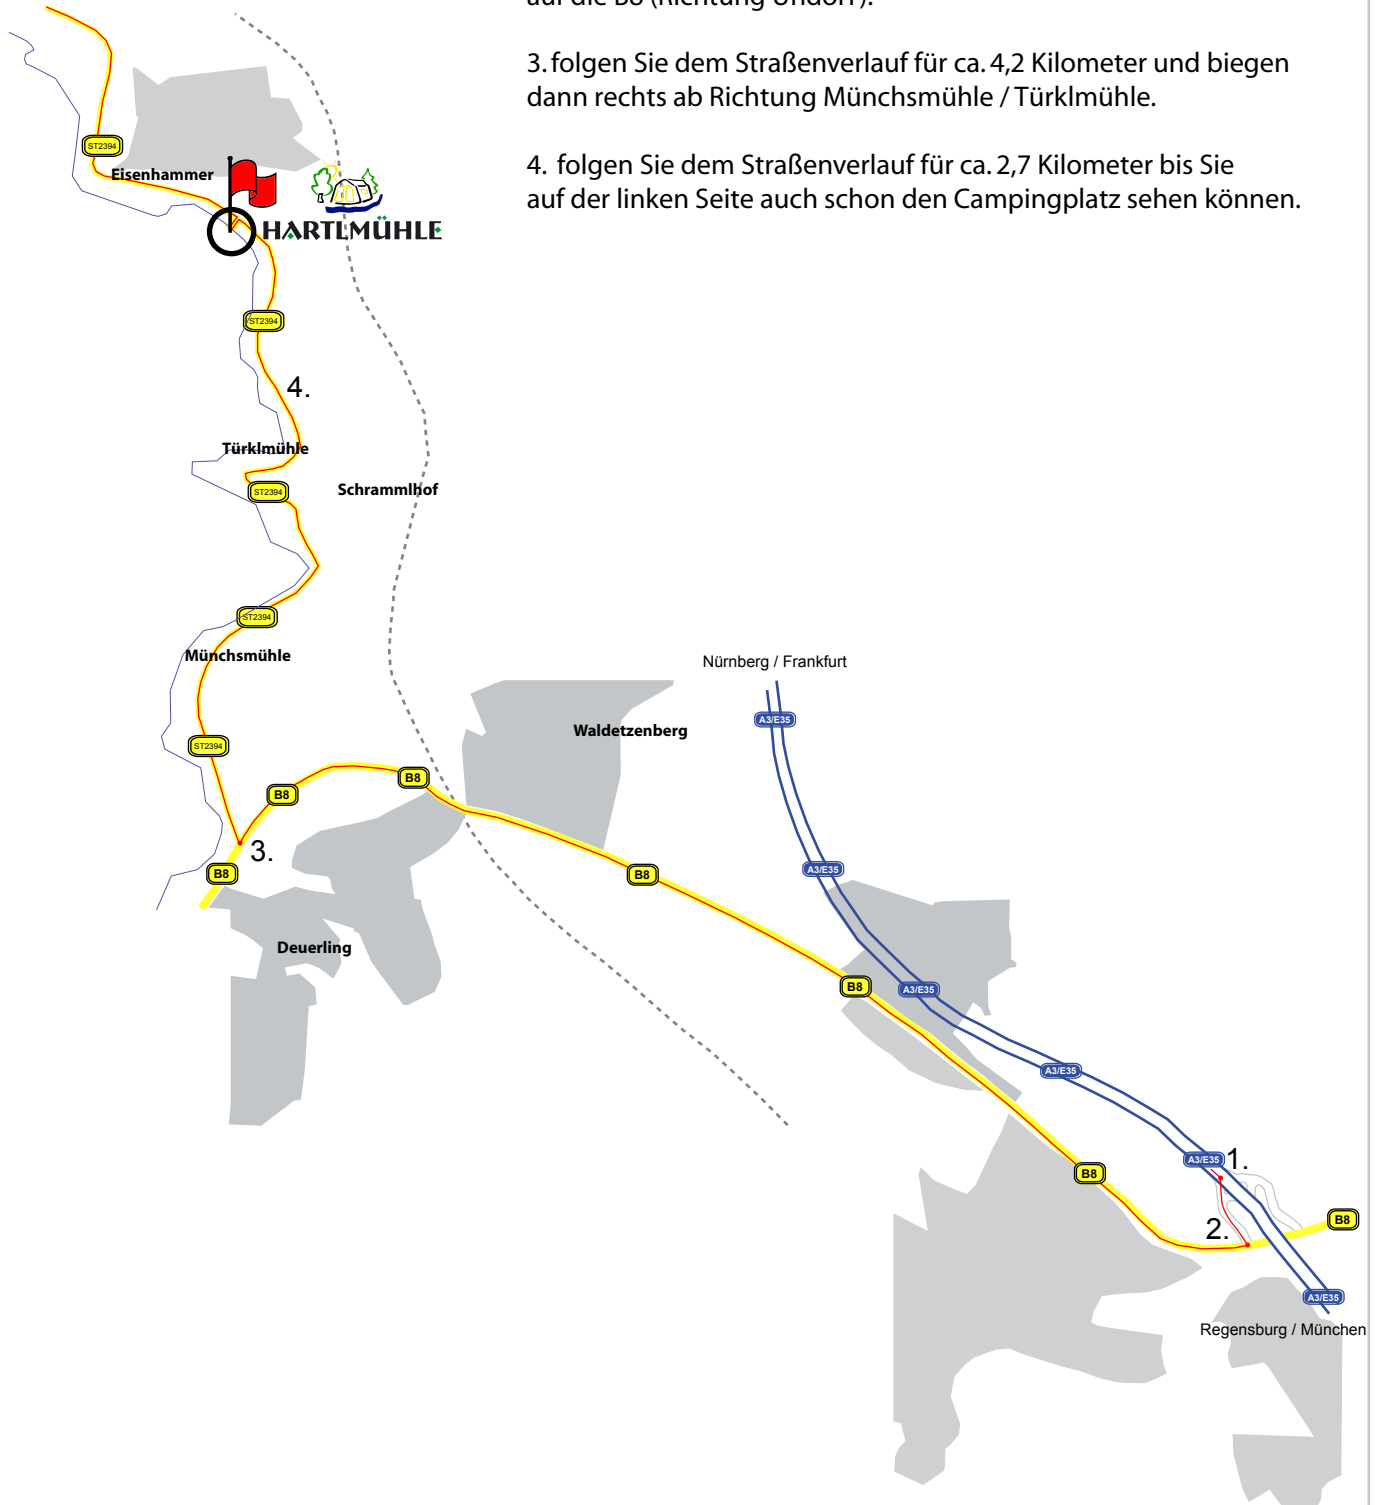 auf die B8 (Richtung Undorf).
3. folgen Sie dem Straßenverlauf für ca. 4,2 Kilometer und biegen
dann rechts ab Richtung Münchsmühle / Türklmühle.
4. folgen Sie dem Straßenverlauf für ca. 2,7 Kilometer bis Sie
auf der linken Seite auch schon den Campingplatz sehen können.
ST2394
Eisenhammer
HARTLMÜHLE
ST2394
4.
Türklmühle
ST2394
Schrammlhof
ST2394
Münchsmühle
Nürnberg / Frankfurt
A3/E35
Waldetzenberg
ST2394
B8
B8
3.
B8
B8
A3/E35
Deuerling
B8
A3/E35
A3/E35
A3/E35
1.
B8
2.
B8
A3/E35
Regensburg / München